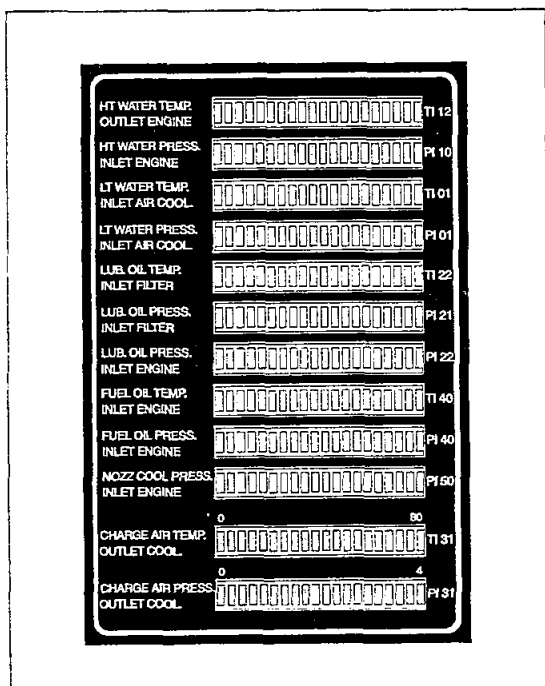 HT WATER TEMP.
OUTLET ENGINE
TI 12
HT WATER PRESS.
INLET ENGINE
PI 10
LT WATER TEMP.
INLET AIR COOL.
TI 01
LT WATER PRESS.
INLET AIR COOL.
PI 01
LUB. OIL TEMP.
INLET FILTER
TI 22
LUB. OIL PRESS.
INLET FILTER
PI 21
LUB. OIL PRESS.
INLET ENGINE
PI 22
FUEL OIL TEMP.
INLET ENGINE
TI 40
FUEL OIL PRESS.
INLET ENGINE
PI 40
NOZZ COOL PRESS.
INLET ENGINE
PI 50
0 80
CHARGE AIR TEMP.
OUTLET COOL.
TI 31
0 4
CHARGE AIR PRESS.
OUTLET COOL.
PI 31